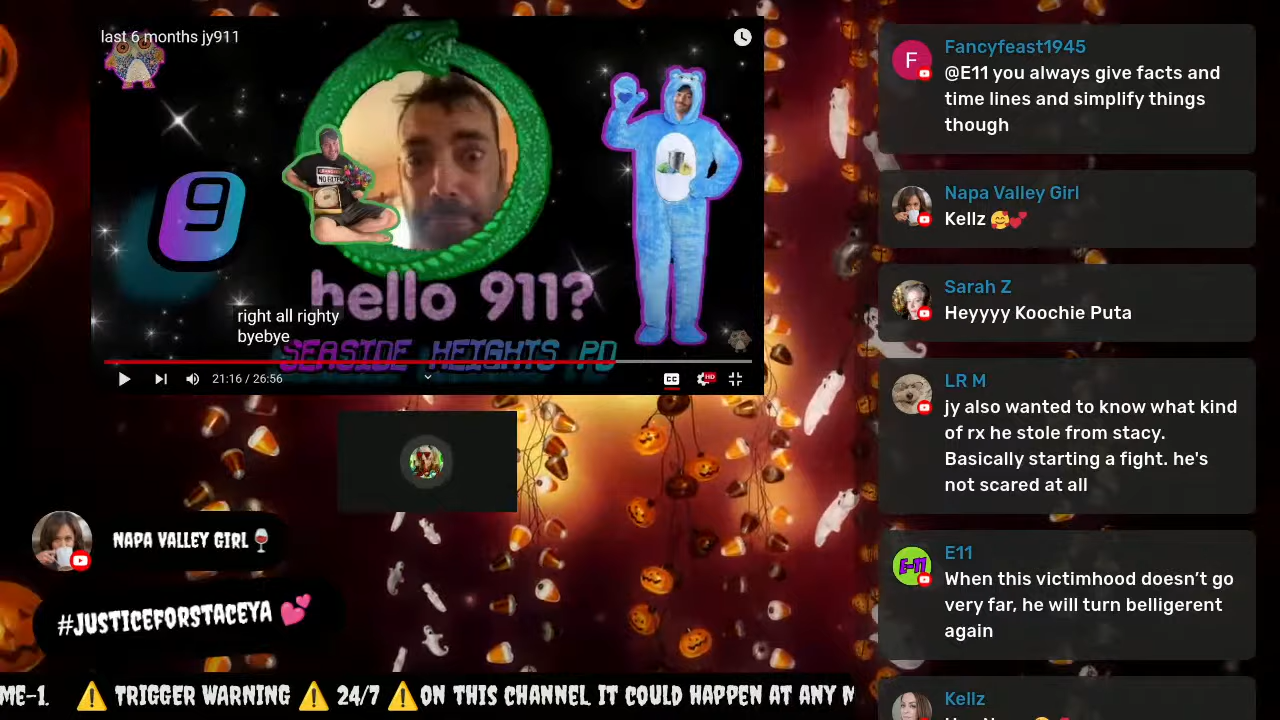 last 6 months jy911
9
hello 911?
right all righty
byebye
SEASIDE HEIGHTS PD
21:16 / 26:56
CC
HD
NAPA VALLEY GIRL🍷
#JUSTICEFORSTACEYA 💕
ME-1. ⚠️ TRIGGER WARNING ⚠️ 24/7 ⚠️ON THIS CHANNEL IT COULD HAPPEN AT ANY M
F
Fancyfeast1945
@E11 you always give facts and
time lines and simplify things
though
Napa Valley Girl
Kellz 🥰💕
Sarah Z
Heyyyy Koochie Puta
LR M
jy also wanted to know what kind
of rx he stole from stacy.
Basically starting a fight. he's
not scared at all
E-11
E11
When this victimhood doesn’t go
very far, he will turn belligerent
again
Kellz